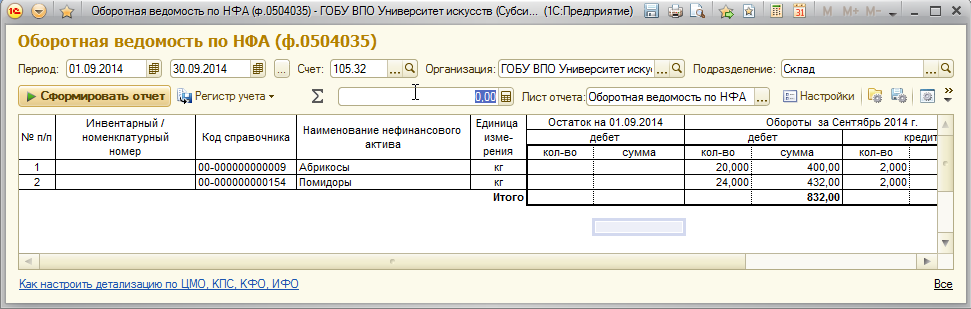 Оборотная ведомость по НФА (ф.0504035) - ГОБУ ВПО Университет искусств (Субси... (1С:Предприятие)
M M+ M-
Оборотная ведомость по НФА (ф.0504035)
Период: 01.09.2014 30.09.2014 ... Счет: 105.32 ... Организация: ГОБУ ВПО Университет искус ... Подразделение: Склад ...
Сформировать отчет Регистр учета Σ 0,00 Лист отчета: Оборотная ведомость по НФА ... Настройки
№ п/п Инвентарный / номенклатурный номер Код справочника Наименование нефинансового актива Единица изме-рения Остаток на 01.09.2014 Обороты за Сентябрь 2014 г.
дебет дебет кредит
кол-во сумма кол-во сумма кол-во
1 00-000000000009 Абрикосы кг 20,000 400,00 2,000
2 00-000000000154 Помидоры кг 24,000 432,00 2,000
Итого 832,00
Как настроить детализацию по ЦМО, КПС, КФО, ИФО Все